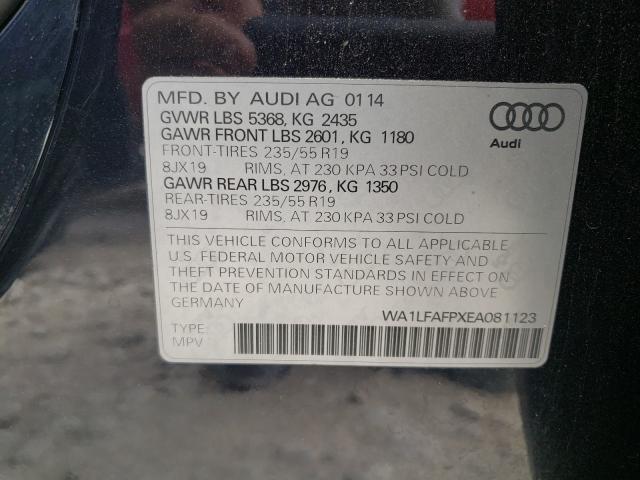 MFD. BY AUDI AG 01 14
GVWR LBS 5368, KG 2435
GAWR FRONT LBS 2601, KG 1180
FRONT-TIRES 235/55 R19
8JX19 RIMS, AT 230 KPA 33 PSI COLD
GAWR REAR LBS 2976, KG 1350
REAR-TIRES 235/55 R19
8JX19 RIMS, AT 230 KPA 33 PSI COLD
Audi
THIS VEHICLE CONFORMS TO ALL APPLICABLE
U.S. FEDERAL MOTOR VEHICLE SAFETY AND
THEFT PREVENTION STANDARDS IN EFFECT ON
THE DATE OF MANUFACTURE SHOWN ABOVE
GERMANY
WA1LFAFPXEA081123
TYPE:
MPV